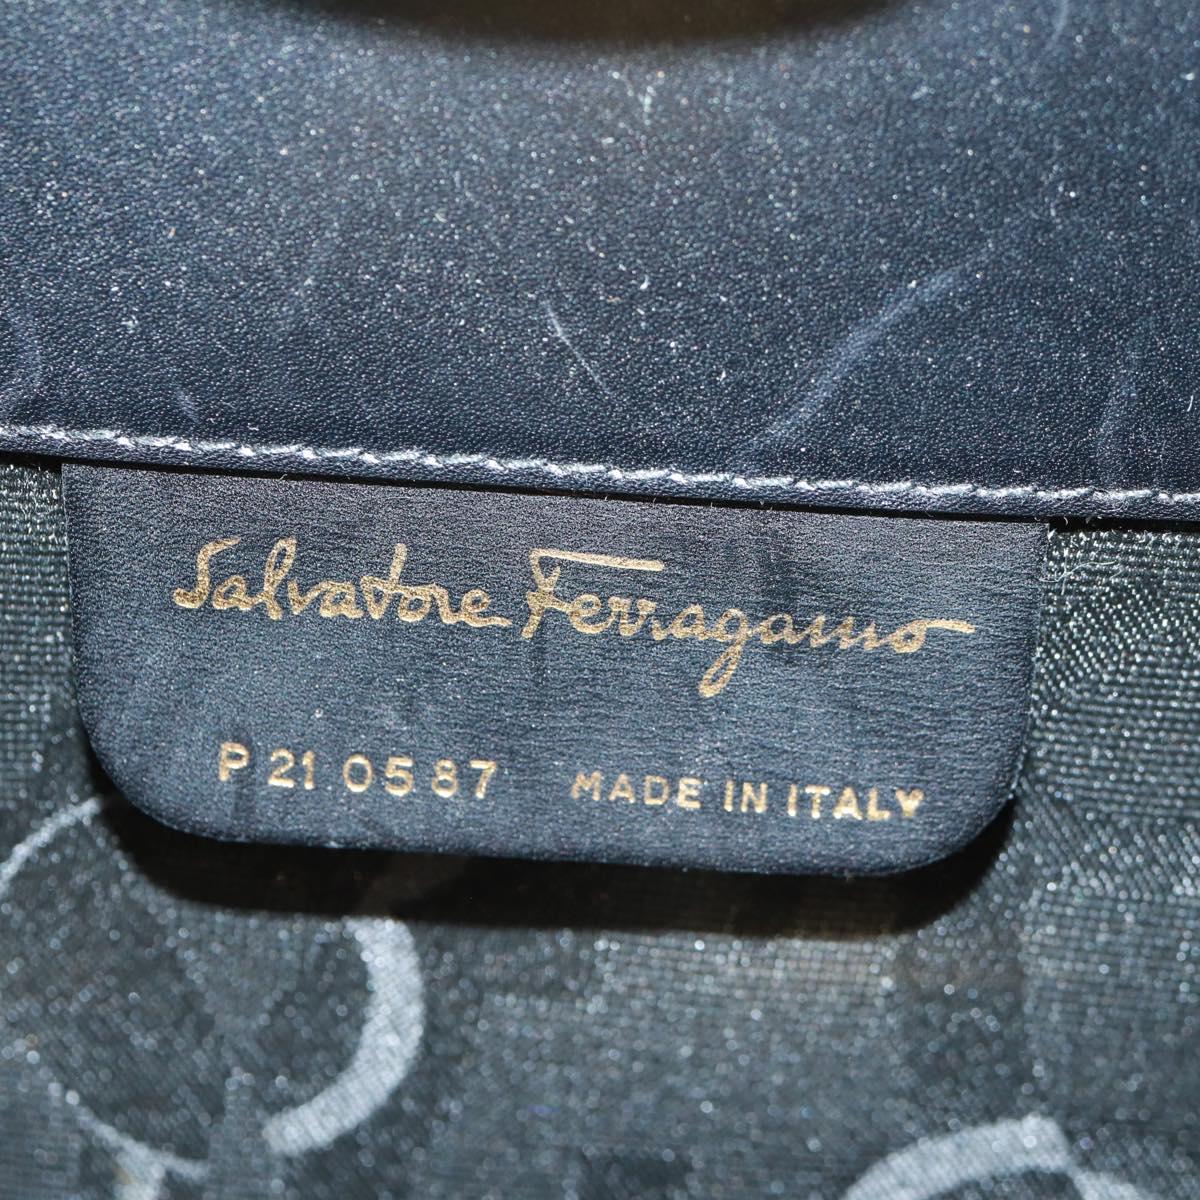 Salvatore Ferragamo
P 21 0587 MADE IN ITALY